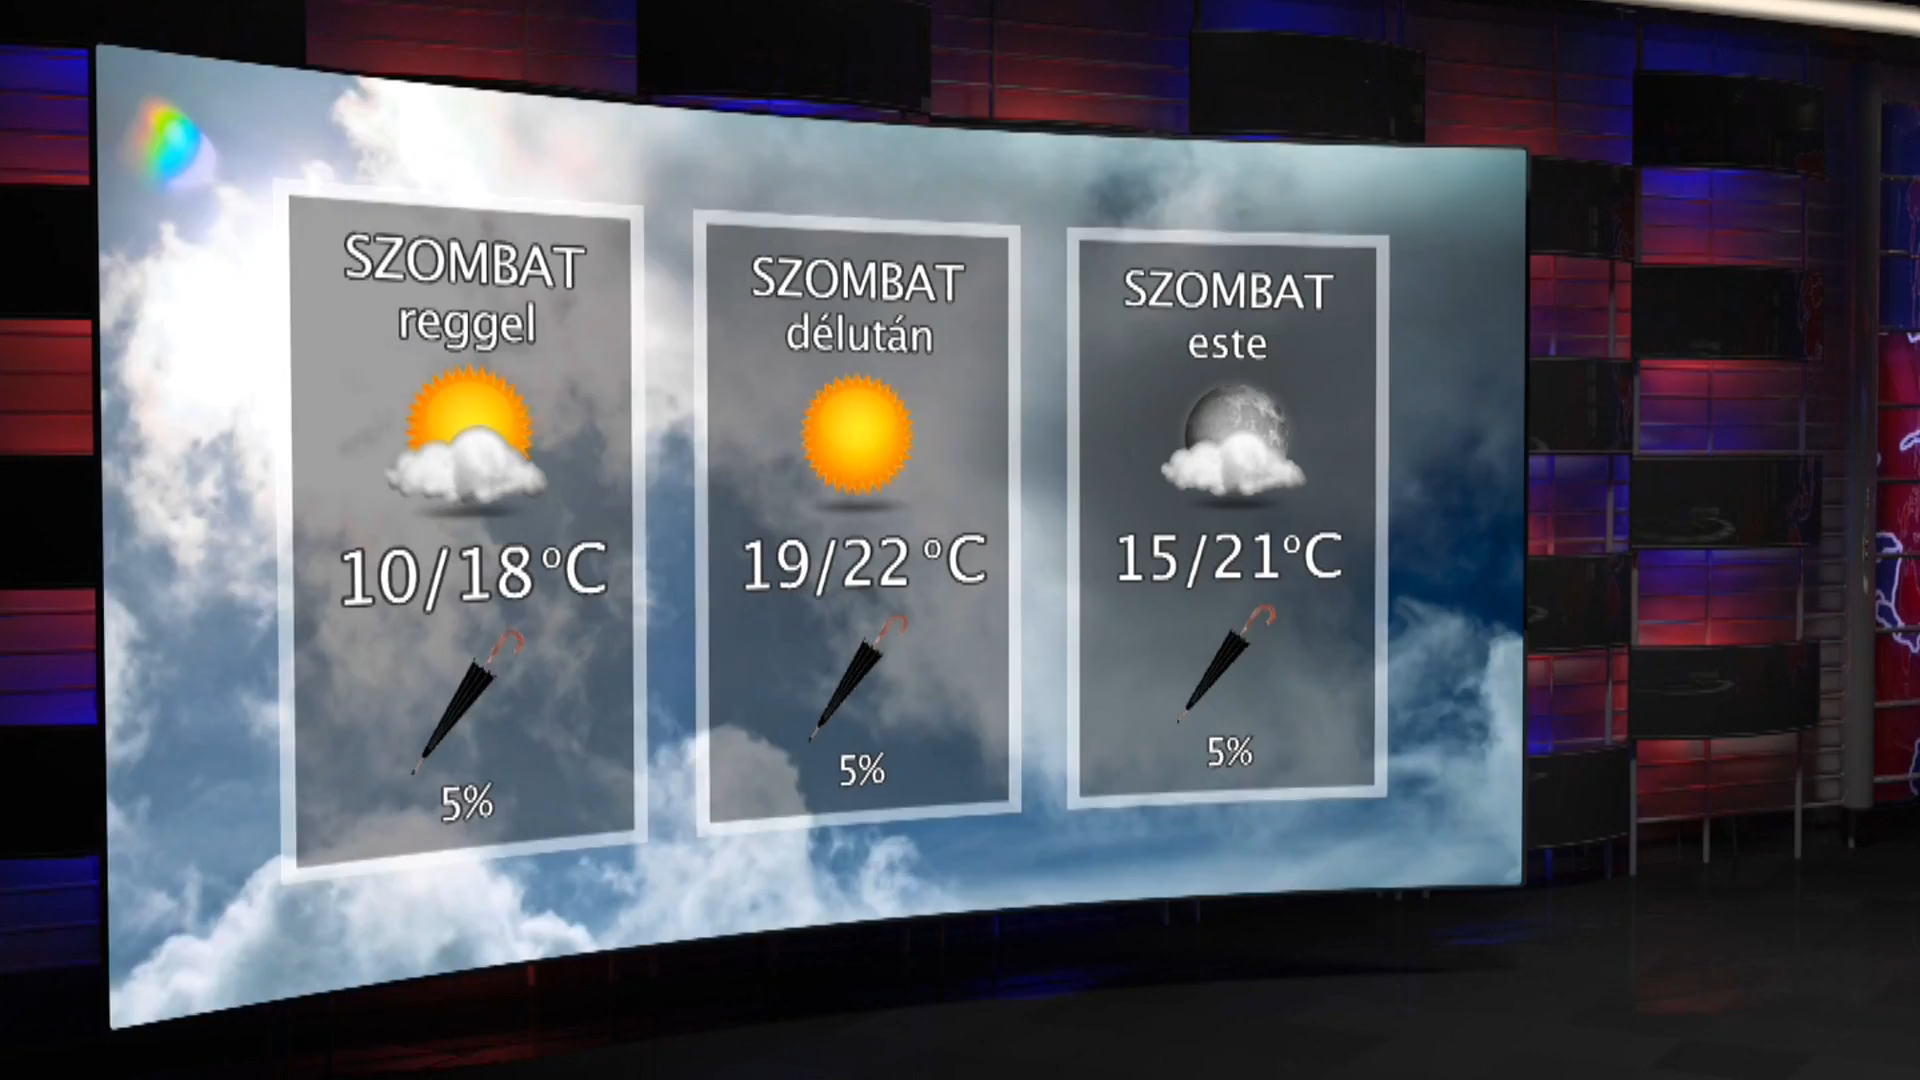 SZOMBAT
reggel
10/18°C
5%
SZOMBAT
délután
19/22 °C
5%
SZOMBAT
este
15/21°C
5%